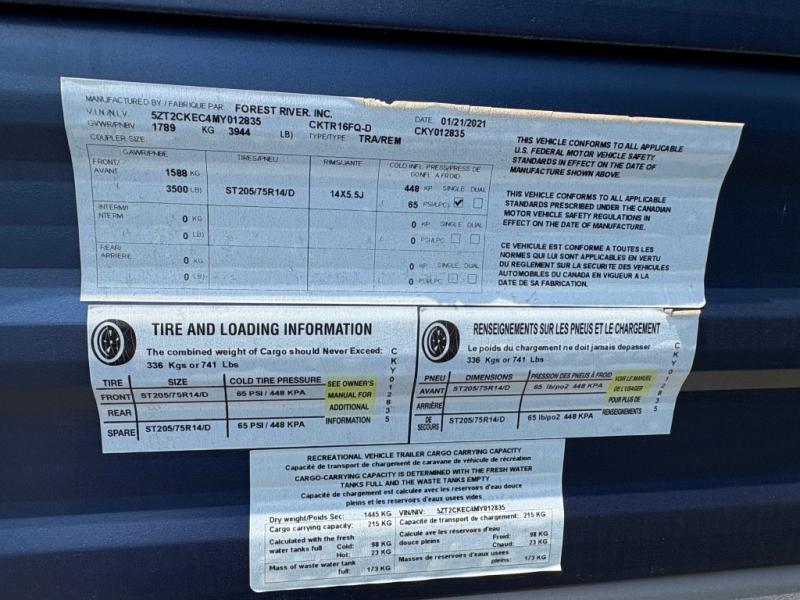 MANUFACTURED BY / FABRIQUE PAR FOREST RIVER, INC. DATE 01/21/2021
V.I.N./N.I.V. 5ZT2CKEC4MY012835 CKTR16FQ-D CKY012835
GVWR/PNBV 1789 KG 3944 LB) TYPE/TYPE TRA/REM
COUPLER SIZE
GAWR/PNBE TIRES/PNEU RIM/JANTE COLD INFL. PRESS/PRESS DE GONFL. A FROID
FRONT/ AVANT 1588 KG 448 KP SINGLE DUAL
( 3500 LB) ST205/75R14/D 14X5.5J ( 65 PSI/LPC)
INTERM/ NTERM 0 KG 0 KP SINGLE DUAL
( 0 LB) 0 PSI/LPC
REAR/ ARRIERE 0 KG 0 KP SINGLE DUAL
( 0 LB) 0 PSI/LPC
THIS VEHICLE CONFORMS TO ALL APPLICABLE
U.S. FEDERAL MOTOR VEHICLE SAFETY
STANDARDS IN EFFECT ON THE DATE OF
MANUFACTURE SHOWN ABOVE.
THIS VEHICLE CONFORMS TO ALL APPLICABLE
STANDARDS PRESCRIBED UNDER THE CANADIAN
MOTOR VEHICLE SAFETY REGULATIONS IN
EFFECT ON THE DATE OF MANUFACTURE.
CE VEHICULE EST CONFORME A TOUTES LES
NORMES QUI LUI SONT APPLICABLES EN VERTU
DU REGLEMENT SUR LA SECURITE DES VEHICULES
AUTOMOBILES DU CANADA EN VIGUEUR A LA
DATE DE SA FABRICATION.
TIRE AND LOADING INFORMATION
The combined weight of Cargo should Never Exceed:
336 Kgs or 741 Lbs
TIRE SIZE COLD TIRE PRESSURE
FRONT ST205/75R14/D 65 PSI / 448 KPA
REAR
SPARE ST205/75R14/D 65 PSI / 448 KPA
SEE OWNER'S
MANUAL FOR
ADDITIONAL
INFORMATION
CKY012835
RENSEIGNEMENTS SUR LES PNEUS ET LE CHARGEMENT
Le poids du chargement ne doit jamais depasser
336 Kgs or 741 Lbs
PNEU DIMENSIONS PRESSION DES PNEUS À FROID
AVANT ST205/75R14/D 65 lb/po2 448 KPA
ARRIÈRE
DE SECOURS ST205/75R14/D 65 lb/po2 448 KPA
VOIR LE MANUEL
DE L'USAGER
POUR PLUS DE
RENSEIGNEMENTS
CKY012835
RECREATIONAL VEHICLE TRAILER CARGO CARRYING CAPACITY
Capacité de transport de chargement de caravane de véhicule de récréation
CARGO-CARRYING CAPACITY IS DETERMINED WITH THE FRESH WATER
TANKS FULL AND THE WASTE TANKS EMPTY
Capacité de chargement est calculée avec les reservoirs d'eau douce
pleins et les reservoirs d'eaux usees vides
Dry weight/Poids Sec: 1445 KG VIN/NIV: 5ZT2CKEC4MY012835
Cargo carrying capacity: 215 KG Capacite de transport de chargement: 215 KG
Calculated with the fresh water tanks full Cold: 98 KG Hot: 23 KG
Calcule ave les réservoirs d'eau douce pleins Froid: 98 KG Chaud: 23 KG
Mass of waste water tank full: 173 KG Masses de reservoirs d'eaux usees pleins: 173 KG